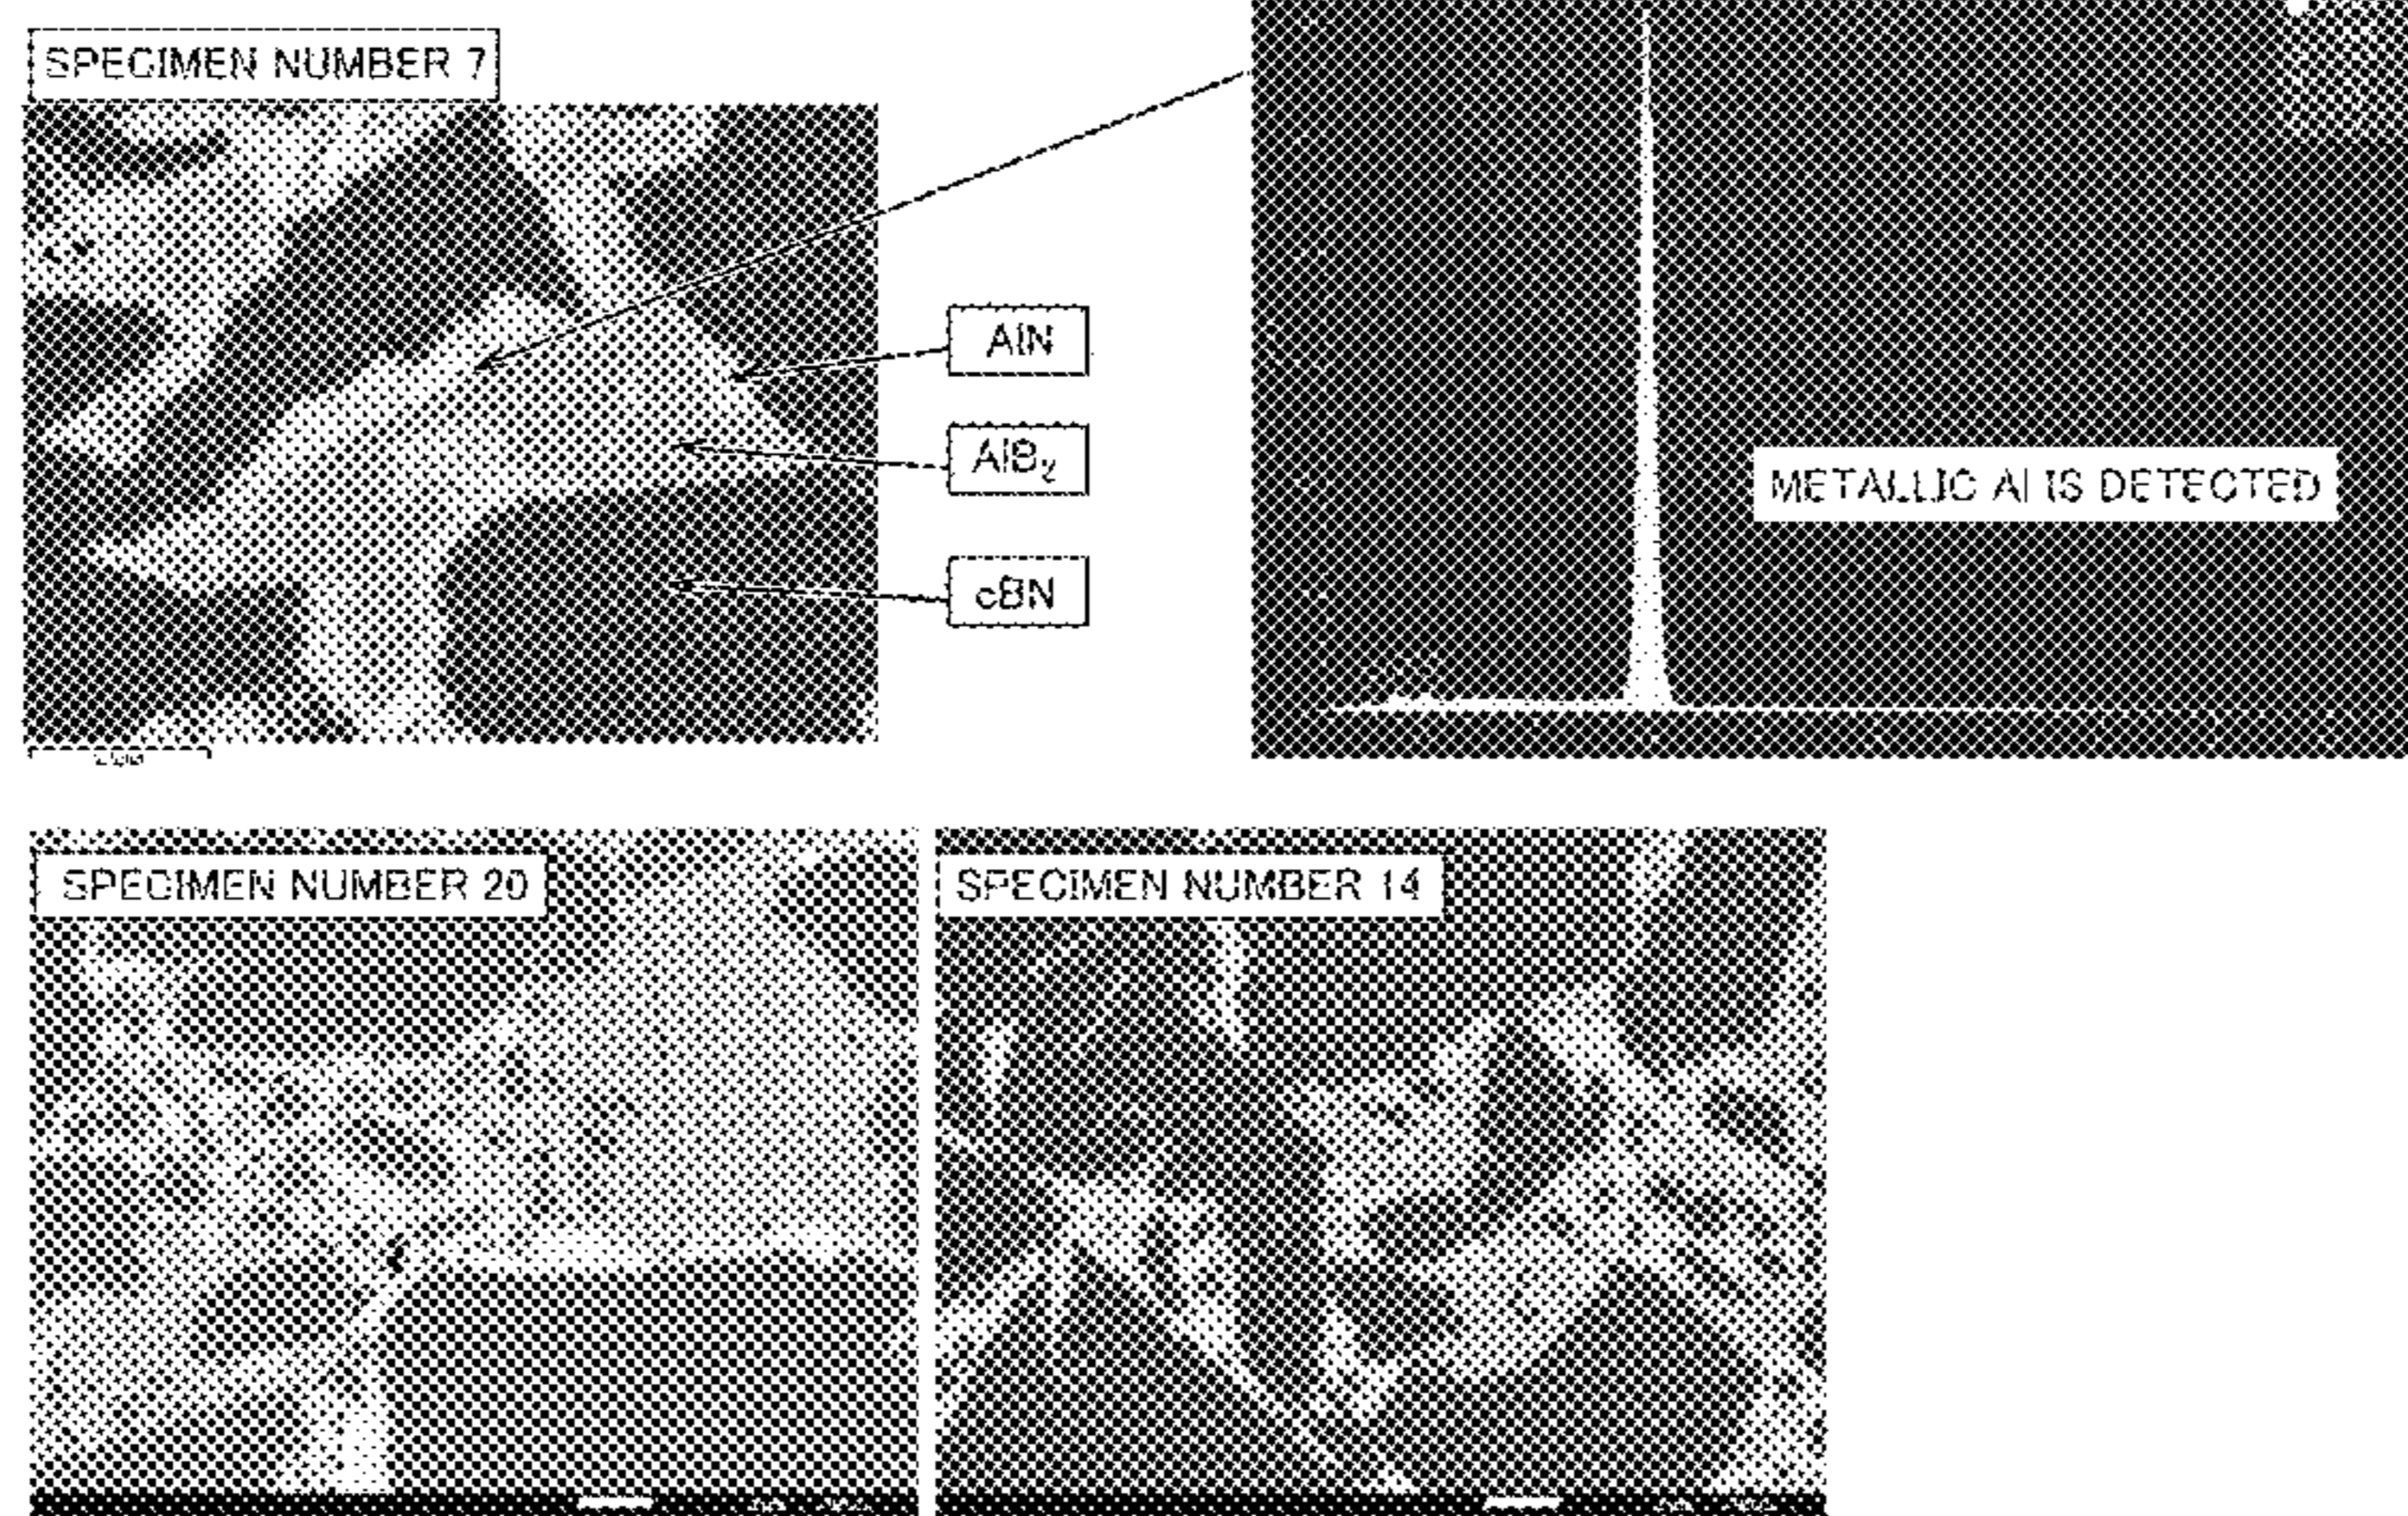 SPECIMEN NUMBER 7
AlN
AlB₂
cBN
METALLIC Al IS DETECTED
SPECIMEN NUMBER 20
SPECIMEN NUMBER 14